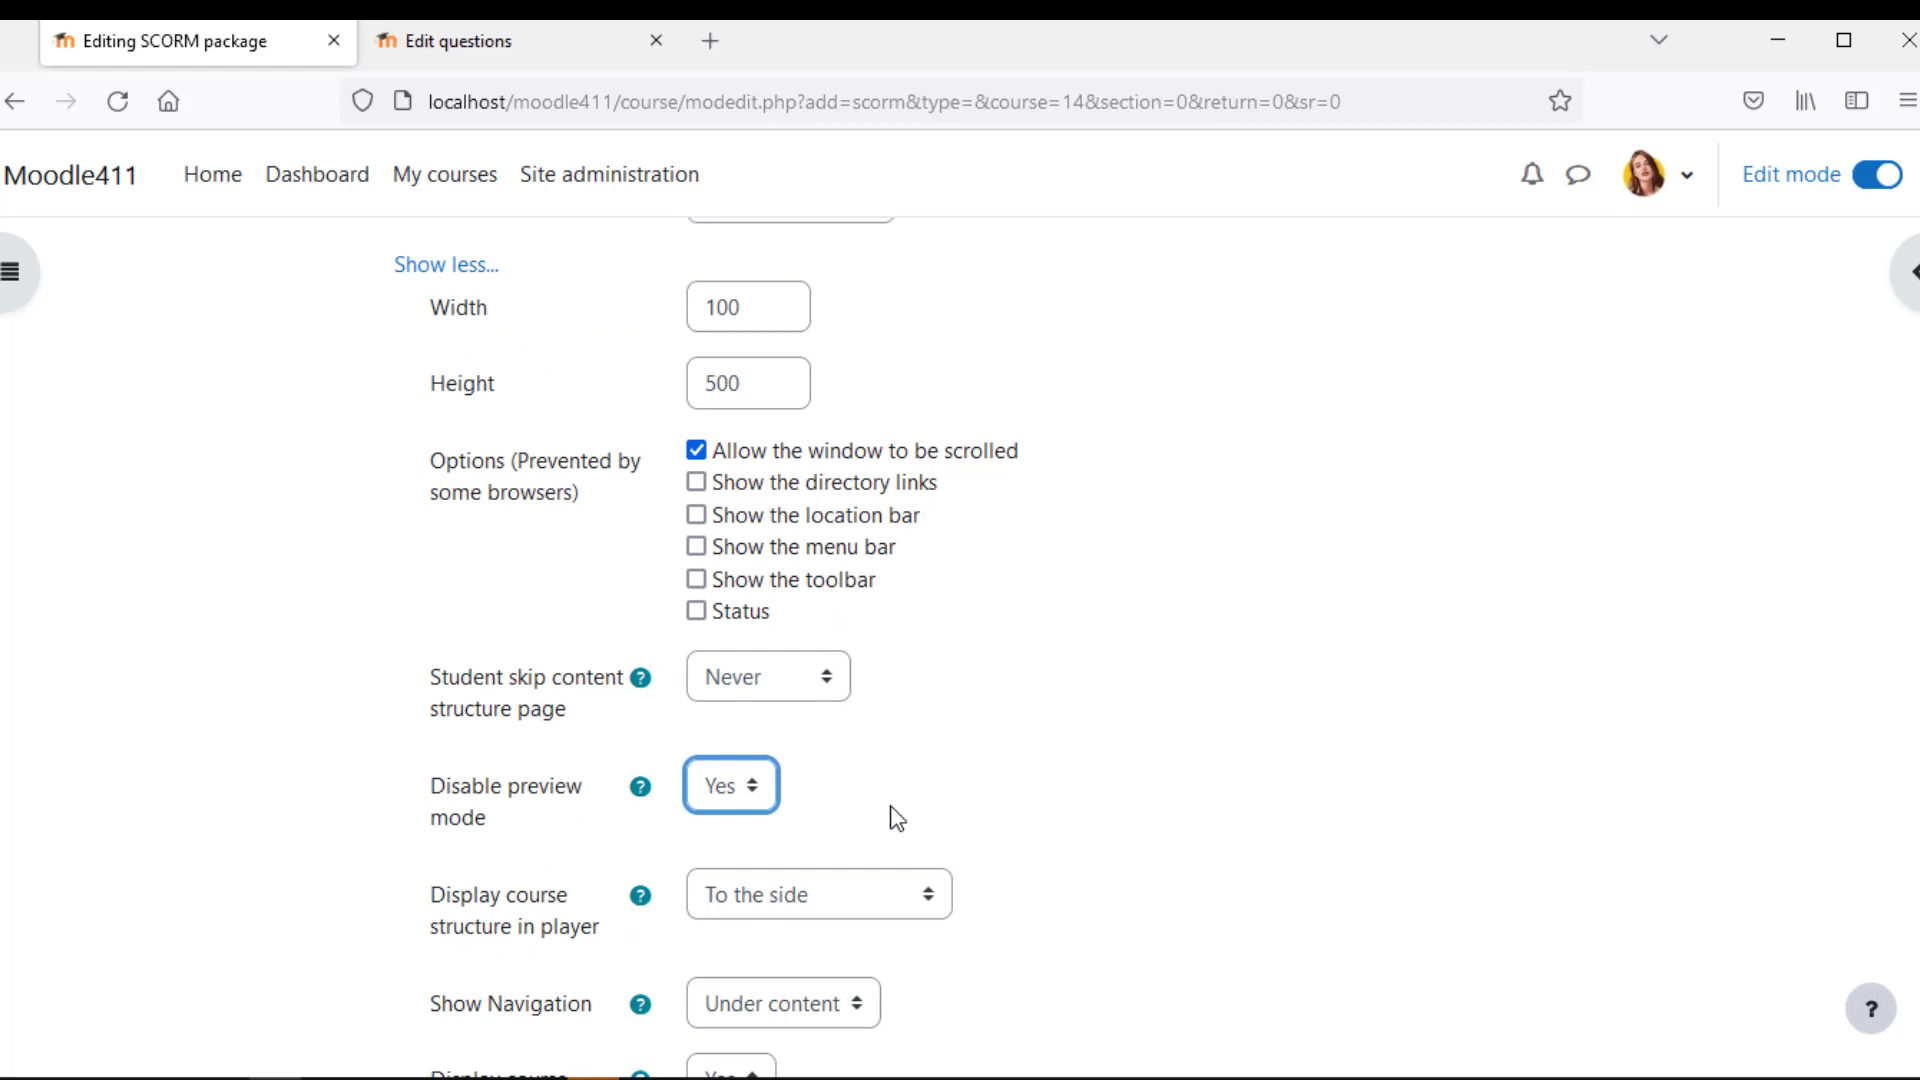 Editing SCORM package
Edit questions
localhost/moodle411/course/modedit.php?add=scorm&type=&course=14&section=0&return=0&sr=0
Moodle411 Home Dashboard My courses Site administration Edit mode
Show less...
Width 100
Height 500
Options (Prevented by
some browsers)
Allow the window to be scrolled
Show the directory links
Show the location bar
Show the menu bar
Show the toolbar
Status
Student skip content
structure page
? Never
Disable preview
mode
? Yes
Display course
structure in player
? To the side
Show Navigation ? Under content
?
Display course Yes